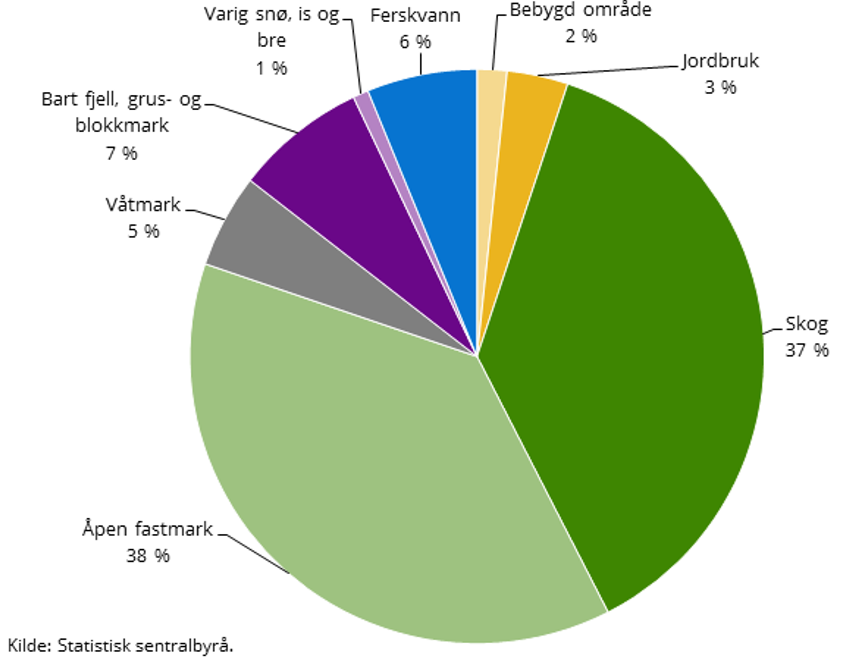 Bebygd område
2 %
Jordbruk
3 %
Skog
37 %
Åpen fastmark
38 %
Våtmark
5 %
Bart fjell, grus- og
blokkmark
7 %
Varig snø, is og
bre
1 %
Ferskvann
6 %
Kilde: Statistisk sentralbyrå.